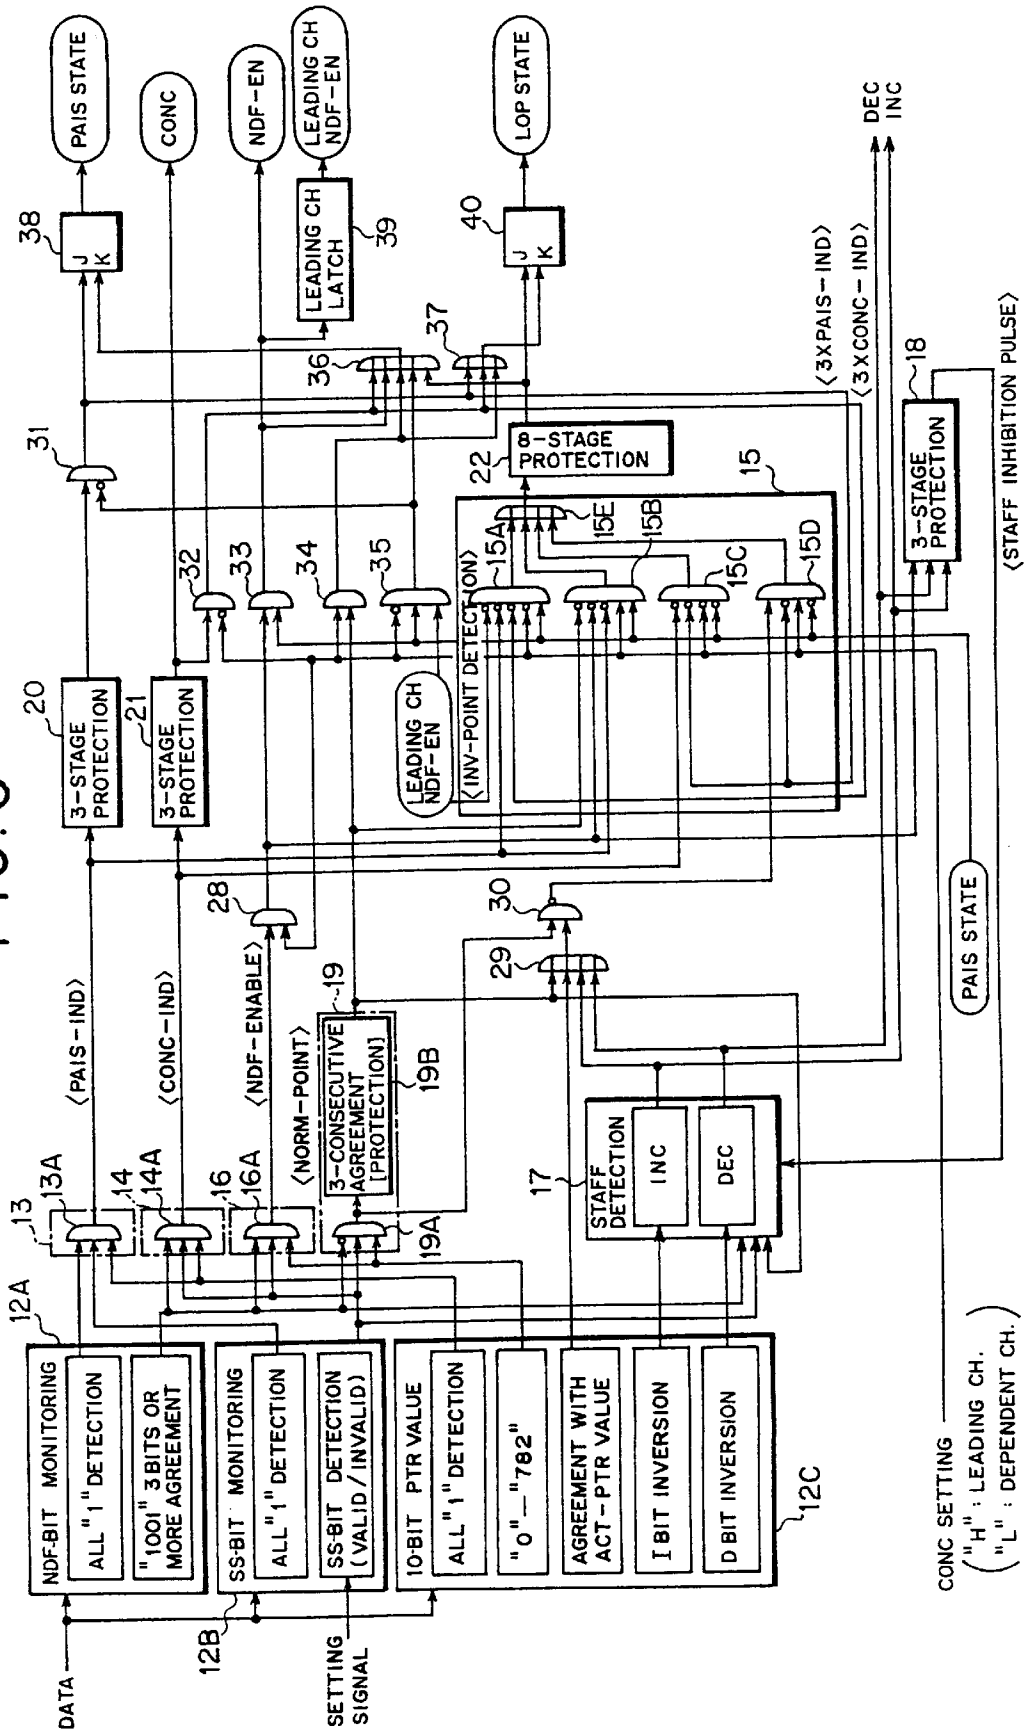 DATA
SETTING
SIGNAL
12A
NDF-BIT MONITORING
ALL "1" DETECTION
"1001" 3 BITS OR
MORE AGREEMENT
12B
SS-BIT MONITORING
ALL "1" DETECTION
SS-BIT DETECTION
(VALID/INVALID)
10-BIT PTR VALUE
ALL "1" DETECTION
"0"—"782"
AGREEMENT WITH
ACT-PTR VALUE
I BIT INVERSION
D BIT INVERSION
12C
CONC SETTING
("H": LEADING CH.
"L": DEPENDENT CH.)
13
13A
14
14A
16
16A
19A
<PAIS-IND>
<CONC-IND>
<NDF-ENABLE>
<NORM-POINT>
19
3-CONSECUTIVE
AGREEMENT
[PROTECTION]
19B
17
STAFF
DETECTION
INC
DEC
28
29
30
PAIS STATE
20
3-STAGE
PROTECTION
21
3-STAGE
PROTECTION
LEADING CH
NDF-EN
<INV-POINT DETECTION>
31
32
33
34
35
15A
15E
15B
15C
15D
15
22
8-STAGE
PROTECTION
18
3-STAGE
PROTECTION
<STAFF INHIBITION PULSE>
<3XPAIS-IND>
<3XCONC-IND>
36
37
38
J
K
LEADING CH
LATCH
39
40
J
K
PAIS STATE
CONC
NDF-EN
LEADING CH
NDF-EN
LOP STATE
DEC
INC